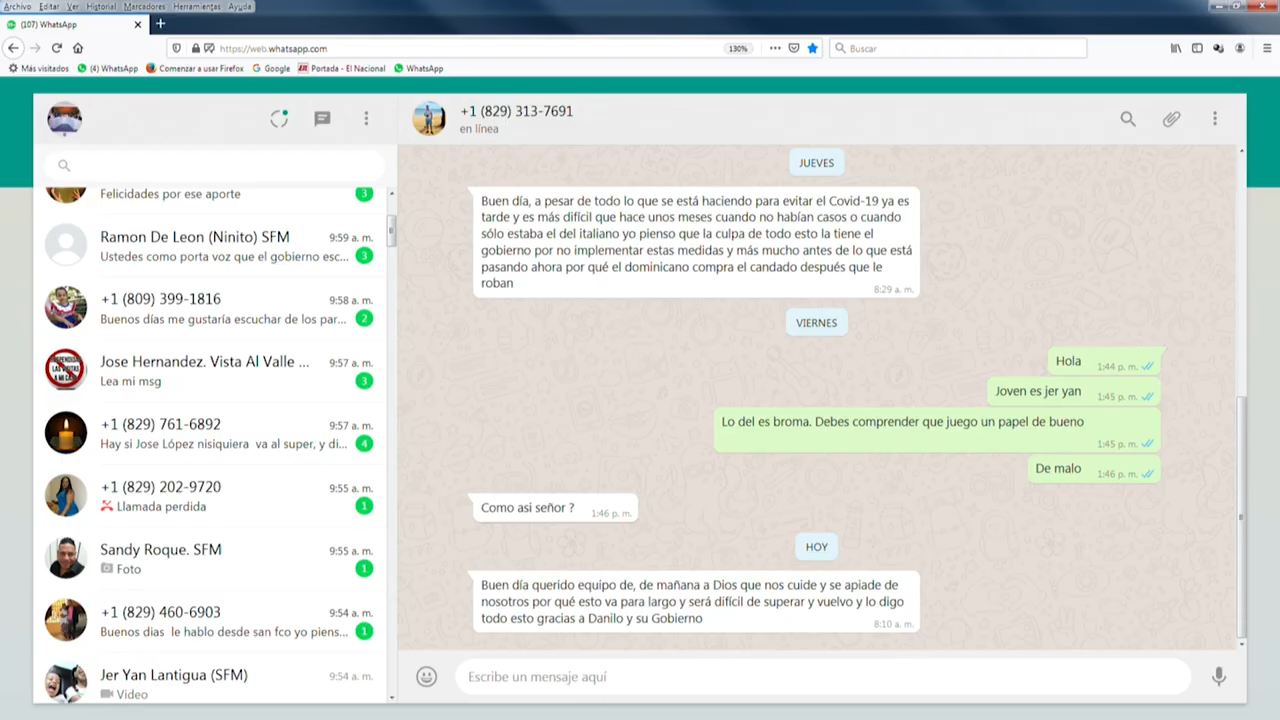 Archivo Editar Ver Historial Marcadores Herramientas Ayuda
(107) WhatsApp
https://web.whatsapp.com
130%
Buscar
Más visitados
(4) WhatsApp
Comenzar a usar Firefox
Google
Portada - El Nacional
WhatsApp
Felicidades por ese aporte
3
Ramon De Leon (Ninito) SFM
9:59 a. m.
Ustedes como porta voz que el gobierno esc...
3
+1 (809) 399-1816
9:58 a. m.
Buenos días me gustaría escuchar de los par...
2
Jose Hernandez. Vista Al Valle ...
9:57 a. m.
Lea mi msg
3
+1 (829) 761-6892
9:57 a. m.
Hay si Jose López nisiquiera va al super, y di...
4
+1 (829) 202-9720
9:55 a. m.
Llamada perdida
1
Sandy Roque. SFM
9:55 a. m.
Foto
1
+1 (829) 460-6903
9:54 a. m.
Buenos dias le hablo desde san fco yo piens...
1
Jer Yan Lantigua (SFM)
9:54 a. m.
Video
+1 (829) 313-7691
en línea
JUEVES
Buen día, a pesar de todo lo que se está haciendo para evitar el Covid-19 ya es
tarde y es más difícil que hace unos meses cuando no habían casos o cuando
sólo estaba el del italiano yo pienso que la culpa de todo esto la tiene el
gobierno por no implementar estas medidas y más mucho antes de lo que está
pasando ahora por qué el dominicano compra el candado después que le
roban
8:29 a. m.
VIERNES
Hola
1:44 p. m.
Joven es jer yan
1:45 p. m.
Lo del es broma. Debes comprender que juego un papel de bueno
1:45 p. m.
De malo
1:46 p. m.
Como asi señor ?
1:46 p. m.
HOY
Buen día querido equipo de, de mañana a Dios que nos cuide y se apiade de
nosotros por qué esto va para largo y será difícil de superar y vuelvo y lo digo
todo esto gracias a Danilo y su Gobierno
8:10 a. m.
Escribe un mensaje aquí